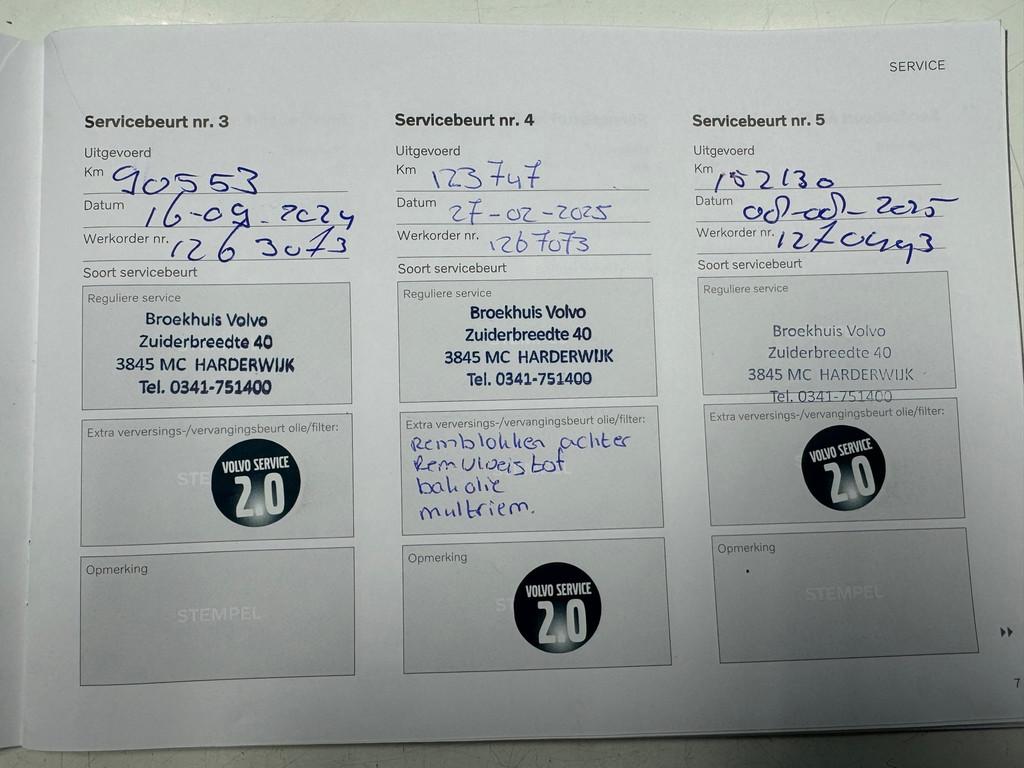 SERVICE
Servicebeurt nr. 3
Uitgevoerd
Km 90553
Datum 16-09-2024
Werkorder nr. 1263073
Soort servicebeurt
Reguliere service
Broekhuis Volvo
Zuiderbreedte 40
3845 MC HARDERWIJK
Tel. 0341-751400
Extra verversings-/vervangingsbeurt olie/filter:
STE
VOLVO SERVICE
2.0
Opmerking
STEMPEL
Servicebeurt nr. 4
Uitgevoerd
Km 123747
Datum 27-02-2025
Werkorder nr. 1267073
Soort servicebeurt
Reguliere service
Broekhuis Volvo
Zuiderbreedte 40
3845 MC HARDERWIJK
Tel. 0341-751400
Extra verversings-/vervangingsbeurt olie/filter:
Remblokken achter
Remvloeistof
bak olie
multriem.
Opmerking
VOLVO SERVICE
2.0
Servicebeurt nr. 5
Uitgevoerd
Km 152130
Datum 08-08-2025
Werkorder nr. 1270493
Soort servicebeurt
Reguliere service
Broekhuis Volvo
Zuiderbreedte 40
3845 MC HARDERWIJK
Tel. 0341-751400
Extra verversings-/vervangingsbeurt olie/filter:
VOLVO SERVICE
2.0
Opmerking
STEMPEL
7